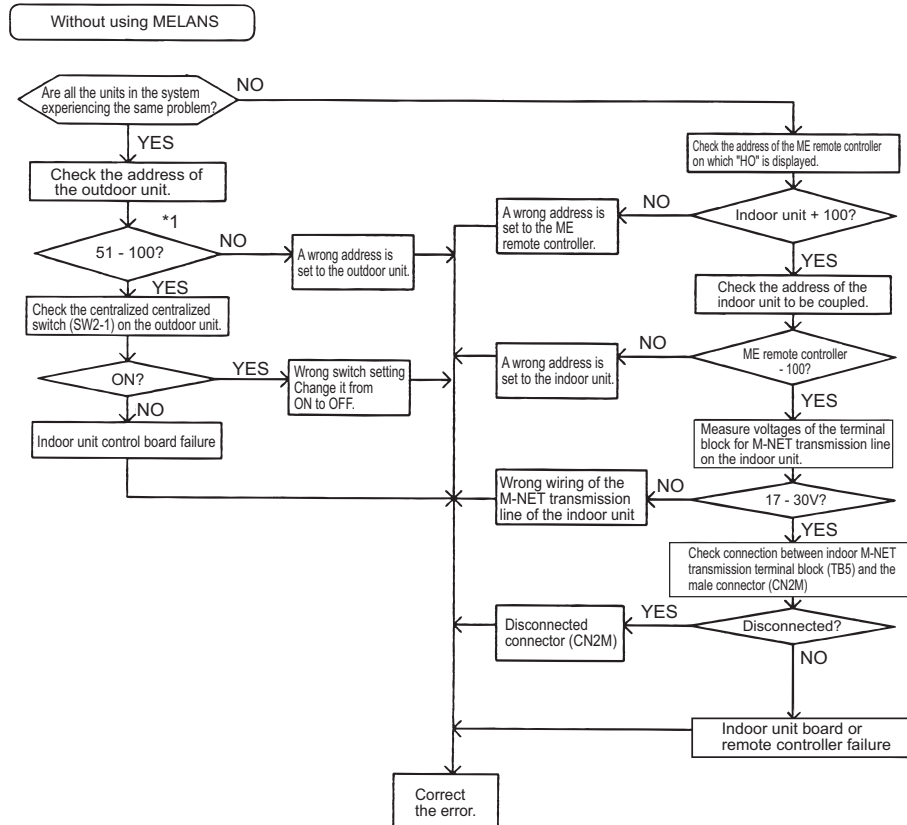 Without using MELANS
Are all the units in the system
experiencing the same problem?
NO
YES
Check the address of
the outdoor unit.
*1
51 - 100?
NO
A wrong address is
set to the outdoor unit.
YES
Check the centralized centralized
switch (SW2-1) on the outdoor unit.
ON?
YES
Wrong switch setting
Change it from
ON to OFF.
NO
Indoor unit control board failure
Check the address of the ME remote controller
on which "HO" is displayed.
Indoor unit + 100?
NO
A wrong address is
set to the ME
remote controller.
YES
Check the address of the
indoor unit to be coupled.
ME remote controller
- 100?
NO
A wrong address is
set to the indoor unit.
YES
Measure voltages of the terminal
block for M-NET transmission line
on the indoor unit.
17 - 30V?
NO
Wrong wiring of the
M-NET transmission
line of the indoor unit
YES
Check connection between indoor M-NET
transmission terminal block (TB5) and the
male connector (CN2M)
Disconnected?
YES
Disconnected
connector (CN2M)
NO
Indoor unit board or
remote controller failure
Correct
the error.